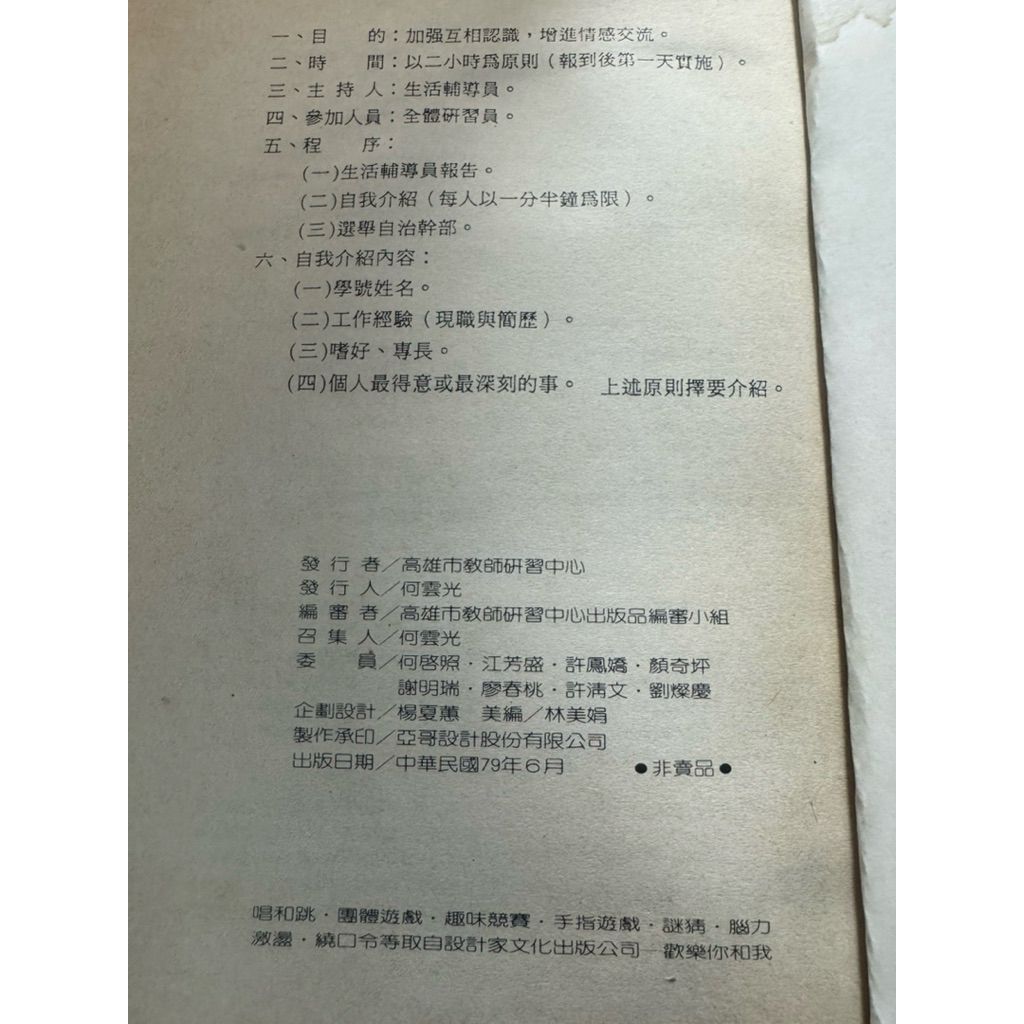 一、目　　的：加强互相認識，增進情感交流。
二、時　　間：以二小時爲原則（報到後第一天實施）。
三、主 持 人：生活輔導員。
四、參加人員：全體研習員。
五、程　　序：
(一)生活輔導員報告。
(二)自我介紹（每人以一分半鐘爲限）。
(三)選舉自治幹部。
六、自我介紹內容：
(一)學號姓名。
(二)工作經驗（現職與簡歷）。
(三)嗜好、專長。
(四)個人最得意或最深刻的事。　上述原則擇要介紹。
發 行 者／高雄市教師研習中心
發 行 人／何雲光
編 審 者／高雄市教師研習中心出版品編審小組
召 集 人／何雲光
委　　員／何啓照・江芳盛・許鳳嬌・顏奇坪
謝明瑞・廖春桃・許淸文・劉燦慶
企劃設計／楊夏蕙　美編／林美娟
製作承印／亞哥設計股份有限公司
出版日期／中華民國79年6月　●非賣品●
唱和跳・團體遊戲・趣味競賽・手指遊戲・謎猜・腦力
激盪・繞口令等取自設計家文化出版公司—歡樂你和我